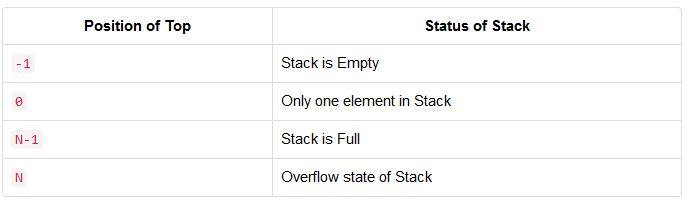 Position of Top Status of Stack
-1 Stack is Empty
0 Only one element in Stack
N-1 Stack is Full
N Overflow state of Stack